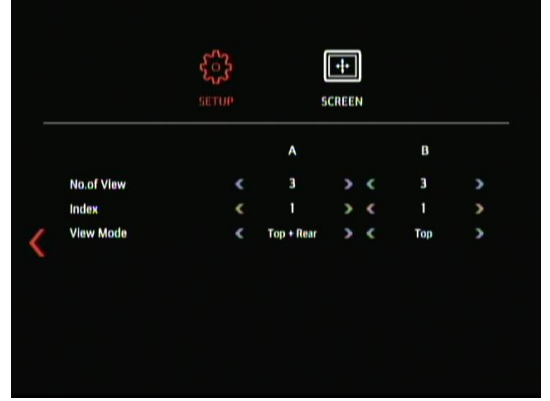 SETUP SCREEN
A B
No.of View 3 3
Index 1 1
View Mode Top + Rear Top